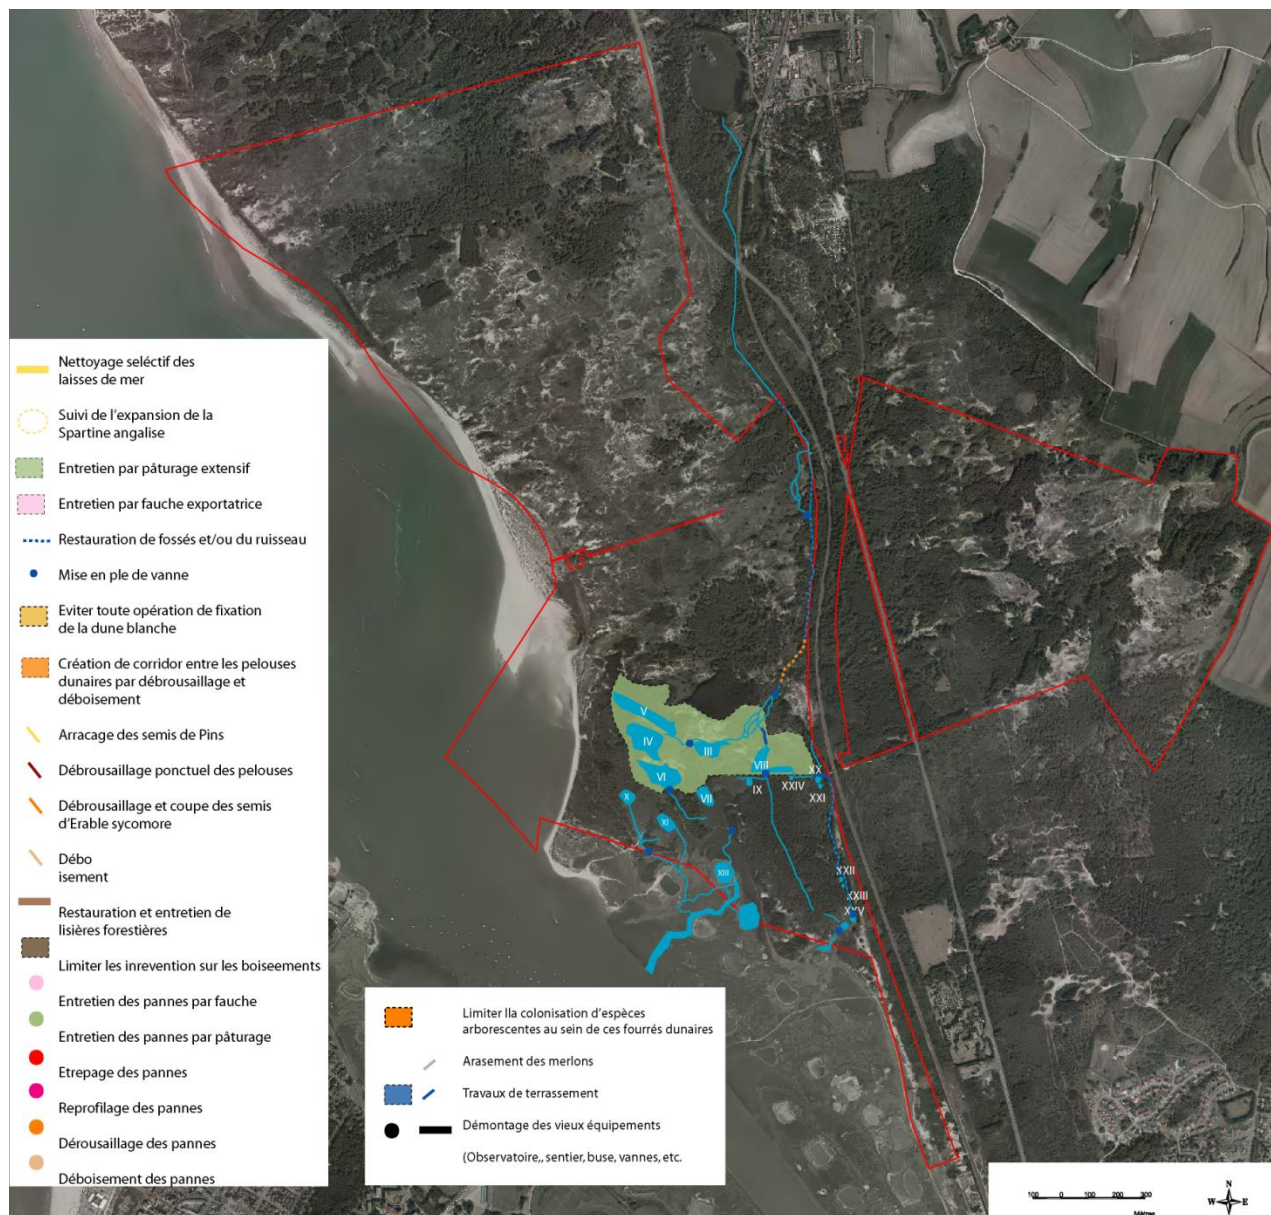 Nettoyage seléctif des
laisses de mer
Suivi de l'expansion de la
Spartine angalise
Entretien par pâturage extensif
Entretien par fauche exportatrice
Restauration de fossés et/ou du ruisseau
Mise en ple de vanne
Eviter toute opération de fixation
de la dune blanche
Création de corridor entre les pelouses
dunaires par débrousaillage et
déboisement
Arracage des semis de Pins
Débrousaillage ponctuel des pelouses
Débrousaillage et coupe des semis
d'Erable sycomore
Débo
isement
Restauration et entretien de
lisières forestières
Limiter les inrevention sur les boiseements
Entretien des pannes par fauche
Entretien des pannes par pâturage
Etrepage des pannes
Reprofilage des pannes
Dérousaillage des pannes
Déboisement des pannes
Limiter lla colonisation d'espèces
arborescentes au sein de ces fourrés dunaires
Arasement des merlons
Travaux de terrassement
Démontage des vieux équipements
(Observatoire,, sentier, buse, vannes, etc.
V
IV
III
VI
VIII
XX
IX
XXIV
XXI
X
VII
XI
XIII
XXII
XXIII
XXV
100 0 100 200 300
Mètres
N
W E
S